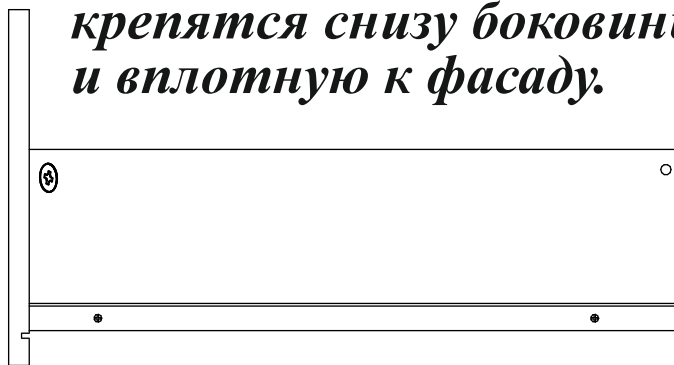 крепятся снизу боковин
и вплотную к фасаду.